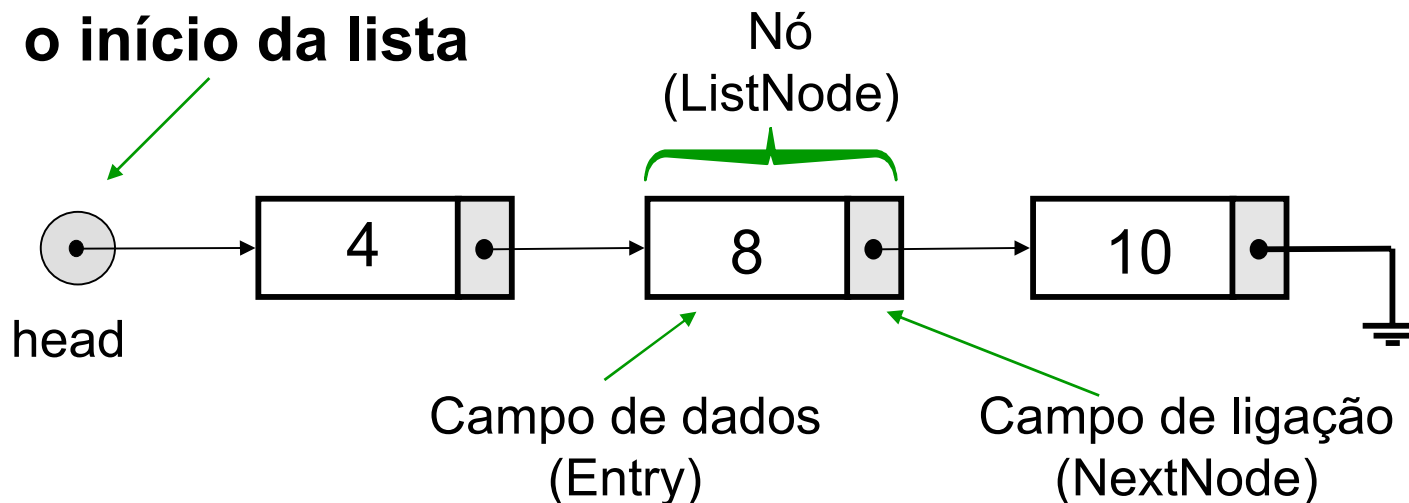 o início da lista
Nó
(ListNode)
4
8
10
head
Campo de dados
(Entry)
Campo de ligação
(NextNode)